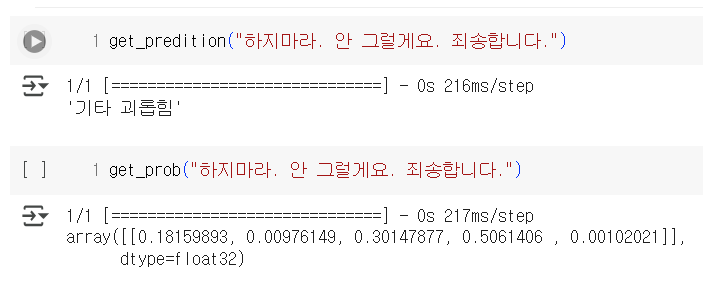 1 get_predition("하지마라. 안 그럴게요. 죄송합니다.")
1/1 [==============================] - 0s 216ms/step
'기타 괴롭힘'
[ ] 1 get_prob("하지마라. 안 그럴게요. 죄송합니다.")
1/1 [==============================] - 0s 217ms/step
array([[0.18159893, 0.00976149, 0.30147877, 0.5061406 , 0.00102021]],
dtype=float32)